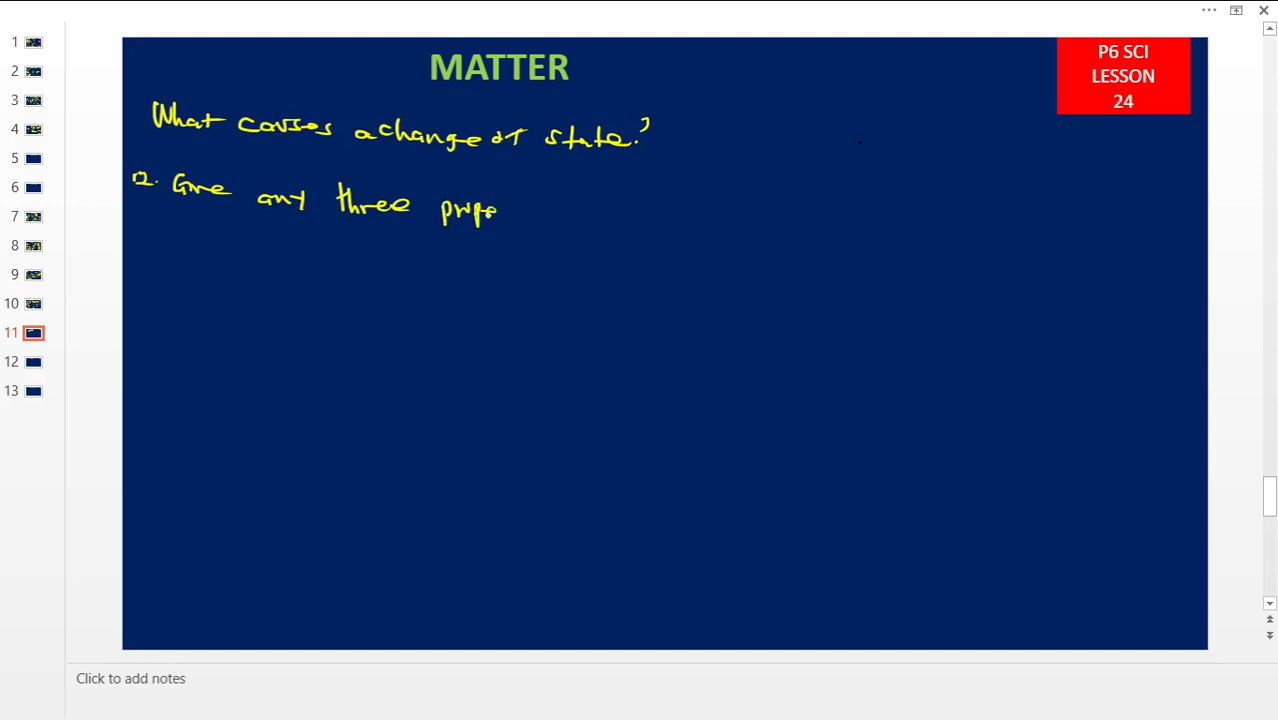 MATTER
P6 SCI
LESSON
24
What causes a change of state?
2. Give any three prope
1
2
3
4
5
6
7
8
9
10
11
12
13
Click to add notes